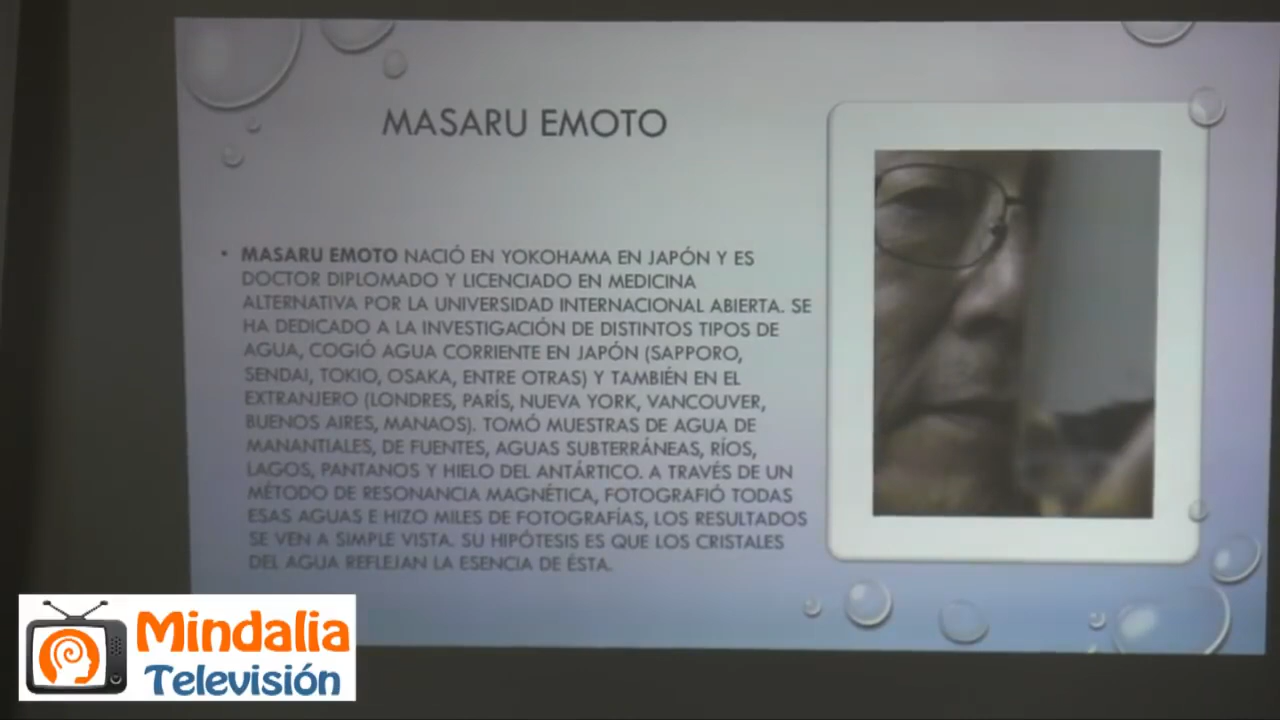 MASARU EMOTO
• MASARU EMOTO NACIÓ EN YOKOHAMA EN JAPÓN Y ES
DOCTOR DIPLOMADO Y LICENCIADO EN MEDICINA
ALTERNATIVA POR LA UNIVERSIDAD INTERNACIONAL ABIERTA. SE
HA DEDICADO A LA INVESTIGACIÓN DE DISTINTOS TIPOS DE
AGUA, COGIÓ AGUA CORRIENTE EN JAPÓN (SAPPORO,
SENDAI, TOKIO, OSAKA, ENTRE OTRAS) Y TAMBIÉN EN EL
EXTRANJERO (LONDRES, PARÍS, NUEVA YORK, VANCOUVER,
BUENOS AIRES, MANAOS). TOMÓ MUESTRAS DE AGUA DE
MANANTIALES, DE FUENTES, AGUAS SUBTERRÁNEAS, RÍOS,
LAGOS, PANTANOS Y HIELO DEL ANTÁRTICO. A TRAVÉS DE UN
MÉTODO DE RESONANCIA MAGNÉTICA, FOTOGRAFIÓ TODAS
ESAS AGUAS E HIZO MILES DE FOTOGRAFÍAS, LOS RESULTADOS
SE VEN A SIMPLE VISTA. SU HIPÓTESIS ES QUE LOS CRISTALES
DEL AGUA REFLEJAN LA ESENCIA DE ÉSTA.
Mindalia
Televisión